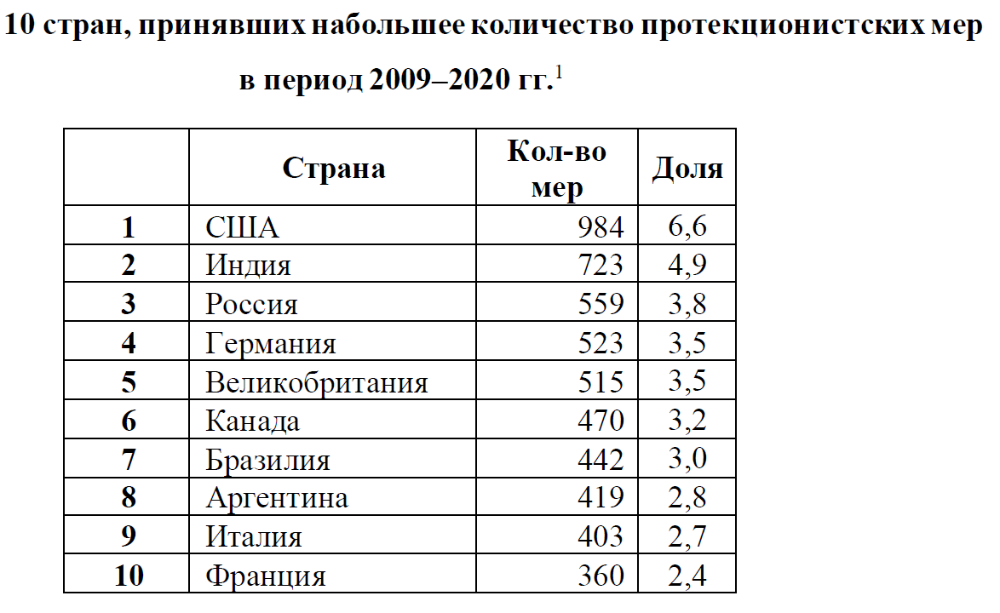 10 стран, принявших набольшее количество протекционистских мер
в период 2009–2020 гг.1
Страна Кол-во мер Доля
1 США 984 6,6
2 Индия 723 4,9
3 Россия 559 3,8
4 Германия 523 3,5
5 Великобритания 515 3,5
6 Канада 470 3,2
7 Бразилия 442 3,0
8 Аргентина 419 2,8
9 Италия 403 2,7
10 Франция 360 2,4